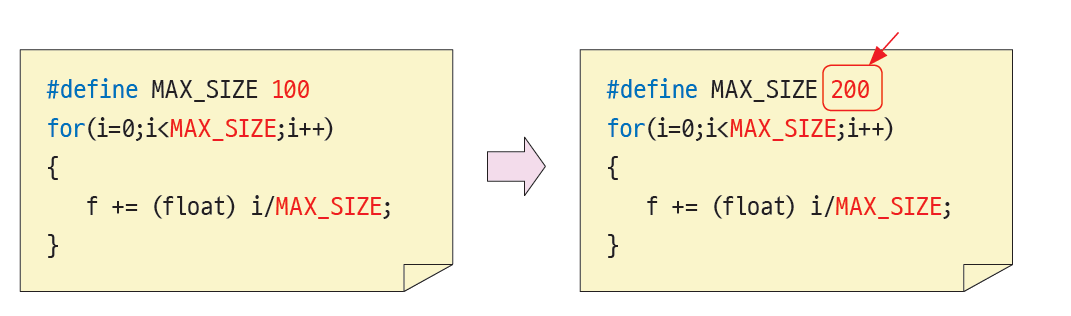 #define MAX_SIZE 100
for(i=0;i<MAX_SIZE;i++)
{
   f += (float) i/MAX_SIZE;
}
#define MAX_SIZE 200
for(i=0;i<MAX_SIZE;i++)
{
   f += (float) i/MAX_SIZE;
}